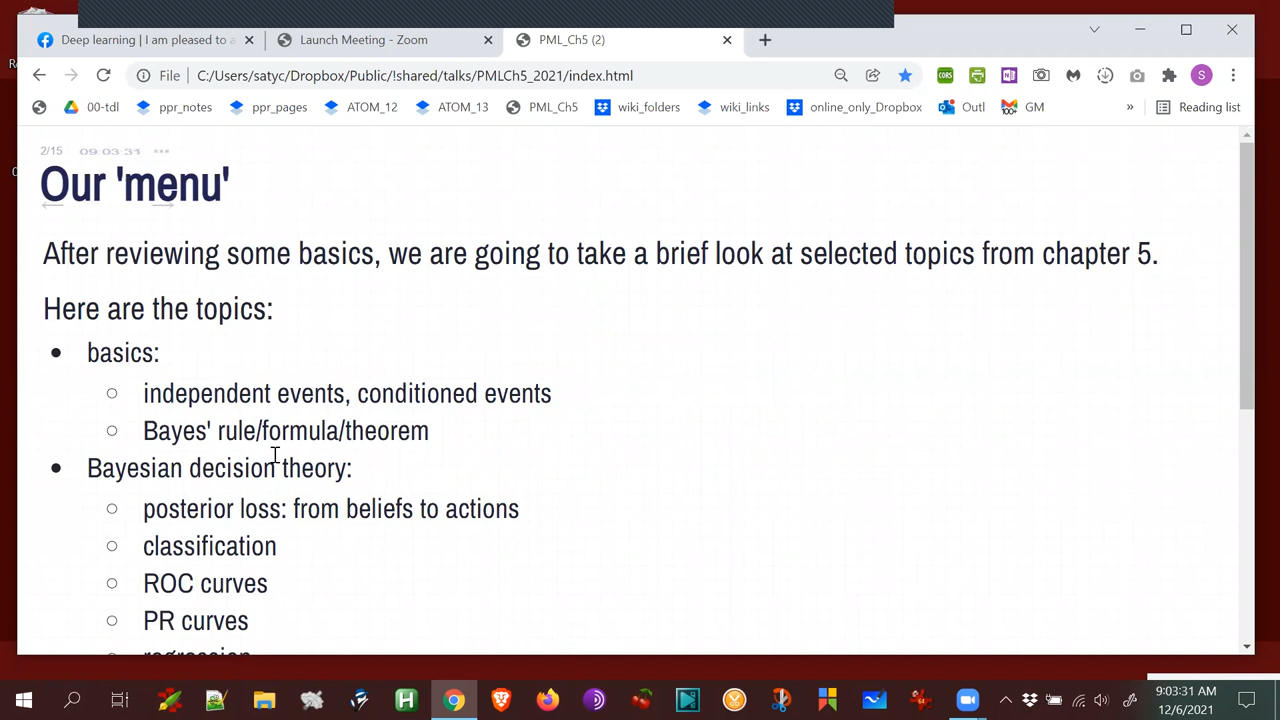 Deep learning | I am pleased to a
Launch Meeting - Zoom
PML_Ch5 (2)
File
C:/Users/satyc/Dropbox/Public/!shared/talks/PMLCh5_2021/index.html
S
00-tdl
ppr_notes
ppr_pages
ATOM_12
ATOM_13
PML_Ch5
wiki_folders
wiki_links
online_only_Dropbox
Outl
GM
»
Reading list
2/15 09:03:31
Our 'menu'
After reviewing some basics, we are going to take a brief look at selected topics from chapter 5.
Here are the topics:
basics:
independent events, conditioned events
Bayes' rule/formula/theorem
Bayesian decision theory:
posterior loss: from beliefs to actions
classification
ROC curves
PR curves
regression
9:03:31 AM
12/6/2021